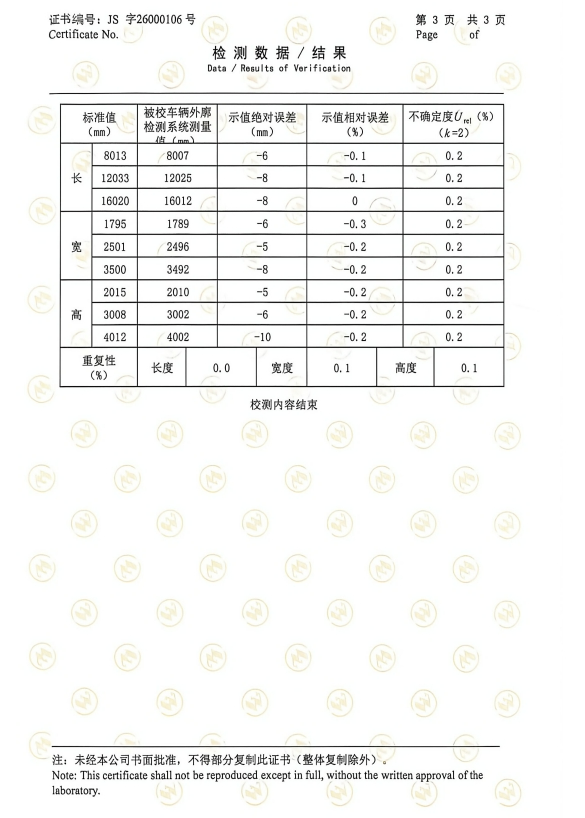 证书编号：JS 字26000106号
第 3 页 共 3 页
Certificate No.
Page of
检 测 数 据 / 结 果
Data / Results of Verification
标准值（mm） 被校车辆外廓检测系统测量值（mm） 示值绝对误差（mm） 示值相对误差（%） 不确定度Urel（%）（k=2）
长 8013 8007 -6 -0.1 0.2
12033 12025 -8 -0.1 0.2
16020 16012 -8 0 0.2
宽 1795 1789 -6 -0.3 0.2
2501 2496 -5 -0.2 0.2
3500 3492 -8 -0.2 0.2
高 2015 2010 -5 -0.2 0.2
3008 3002 -6 -0.2 0.2
4012 4002 -10 -0.2 0.2
重复性（%） 长度 0.0 宽度 0.1 高度 0.1
校测内容结束
注：未经本公司书面批准，不得部分复制此证书（整体复制除外）。
Note: This certificate shall not be reproduced except in full, without the written approval of the
laboratory.